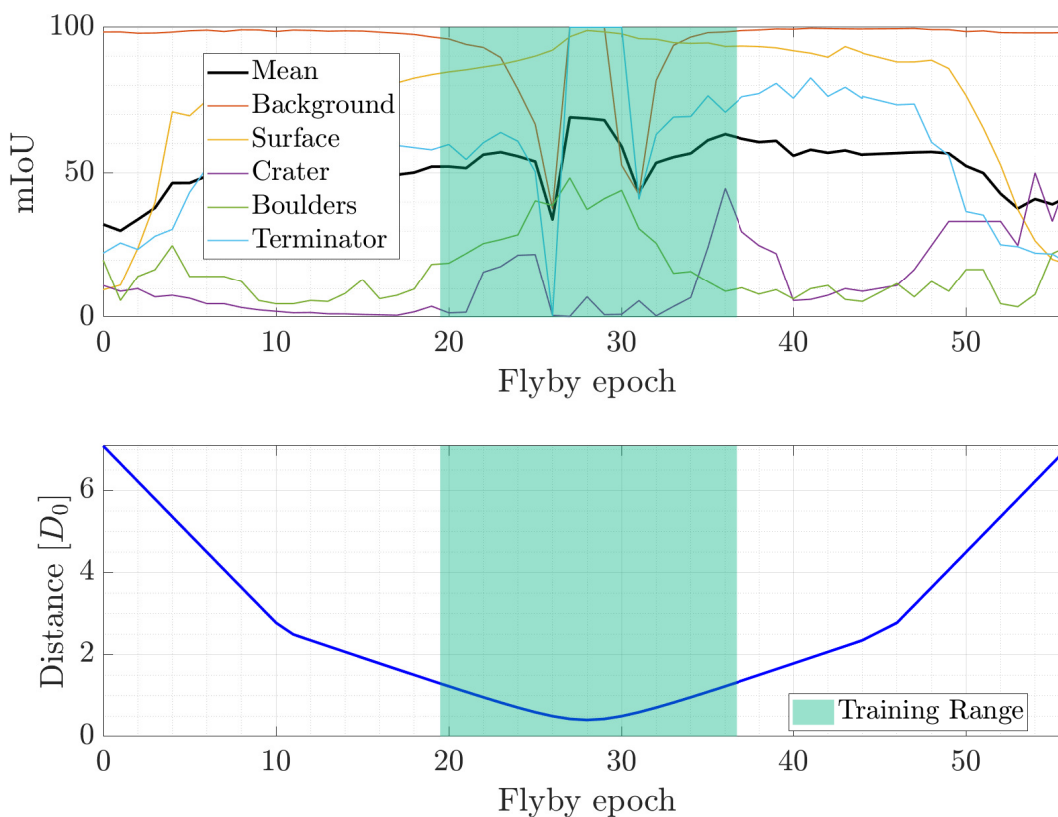 100
50
0
mIoU
Mean
Background
Surface
Crater
Boulders
Terminator
0 10 20 30 40 50
Flyby epoch
6
4
2
0
Distance [D₀]
Training Range
0 10 20 30 40 50
Flyby epoch